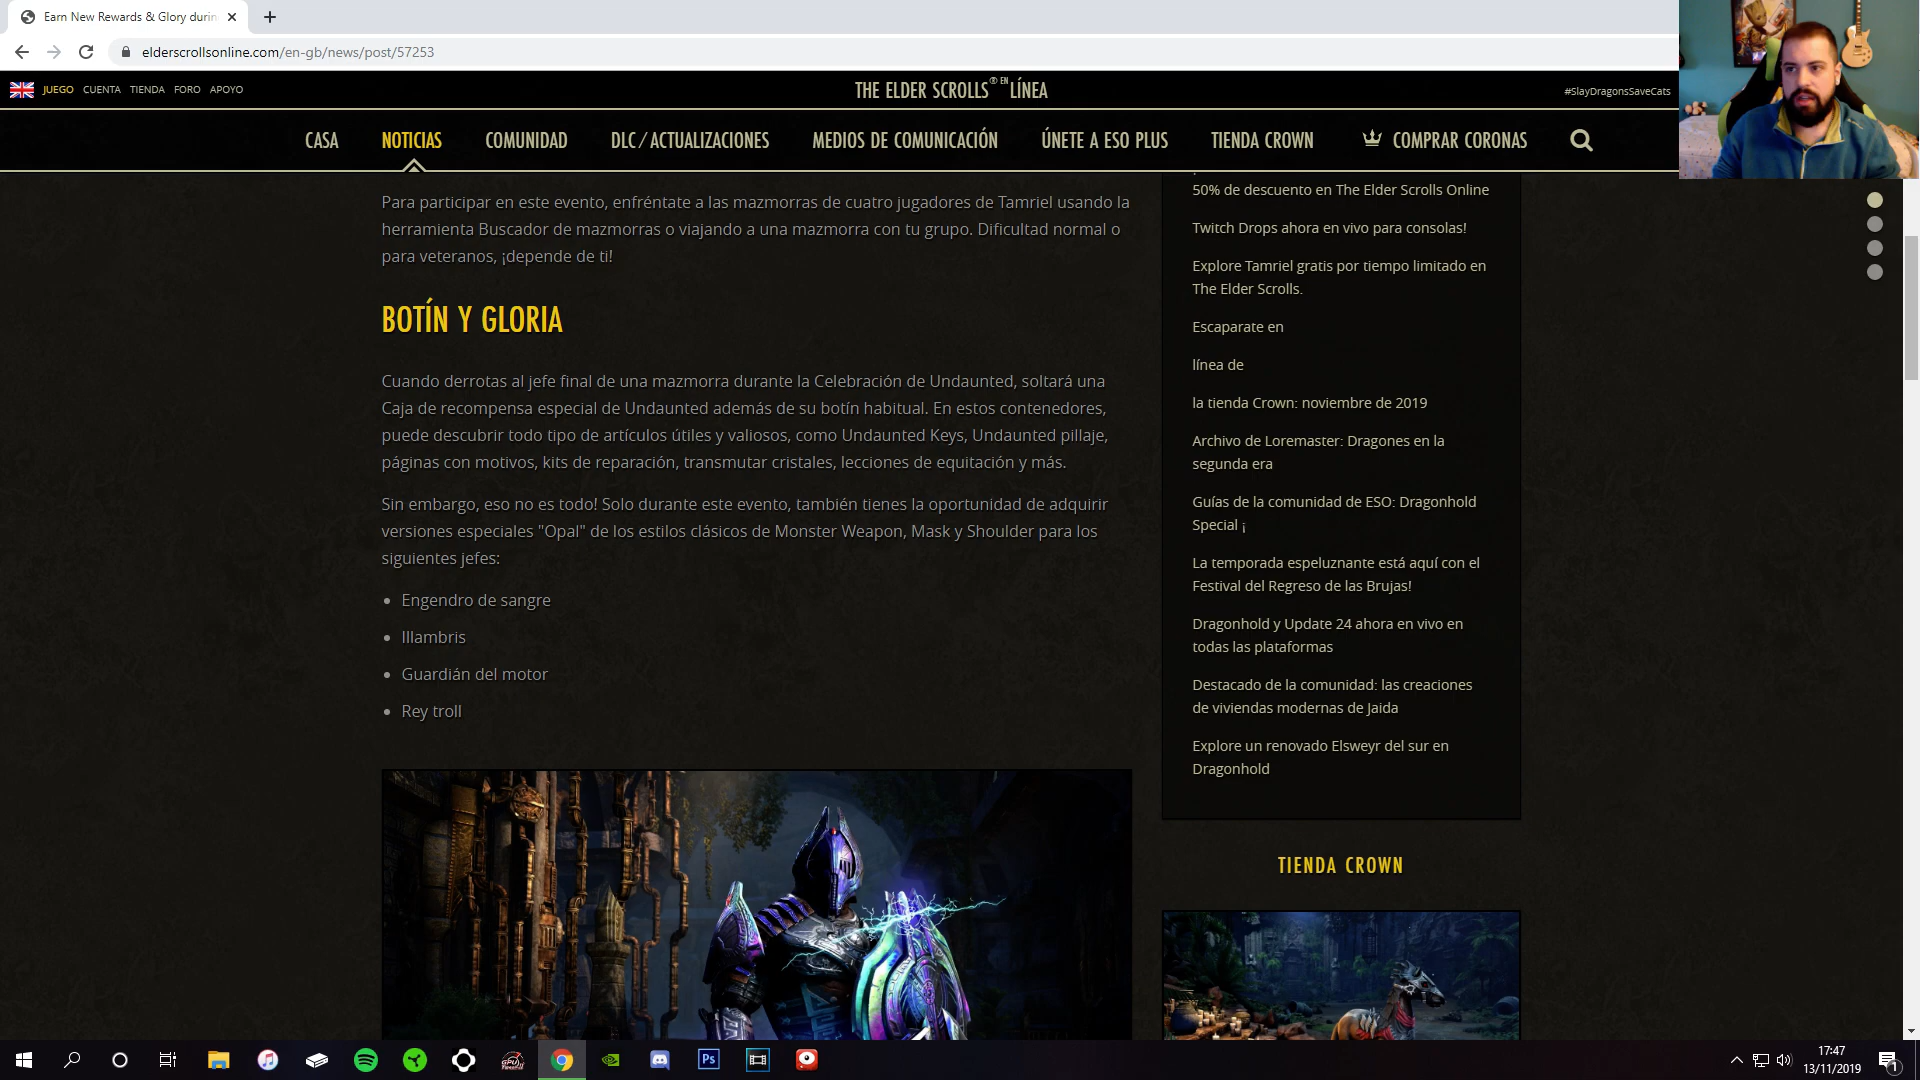 Earn New Rewards & Glory durin
elderscrollsonline.com/en-gb/news/post/57253
JUEGO CUENTA TIENDA FORO APOYO
THE ELDER SCROLLS® EN LÍNEA
#SlayDragonsSaveCats
CASA NOTICIAS COMUNIDAD DLC / ACTUALIZACIONES MEDIOS DE COMUNICACIÓN ÚNETE A ESO PLUS TIENDA CROWN COMPRAR CORONAS
Para participar en este evento, enfréntate a las mazmorras de cuatro jugadores de Tamriel usando la
herramienta Buscador de mazmorras o viajando a una mazmorra con tu grupo. Dificultad normal o
para veteranos, ¡depende de ti!
BOTÍN Y GLORIA
Cuando derrotas al jefe final de una mazmorra durante la Celebración de Undaunted, soltará una
Caja de recompensa especial de Undaunted además de su botín habitual. En estos contenedores,
puede descubrir todo tipo de artículos útiles y valiosos, como Undaunted Keys, Undaunted pillaje,
páginas con motivos, kits de reparación, transmutar cristales, lecciones de equitación y más.
Sin embargo, eso no es todo! Solo durante este evento, también tienes la oportunidad de adquirir
versiones especiales "Opal" de los estilos clásicos de Monster Weapon, Mask y Shoulder para los
siguientes jefes:
Engendro de sangre
Illambris
Guardián del motor
Rey troll
50% de descuento en The Elder Scrolls Online
Twitch Drops ahora en vivo para consolas!
Explore Tamriel gratis por tiempo limitado en
The Elder Scrolls.
Escaparate en
línea de
la tienda Crown: noviembre de 2019
Archivo de Loremaster: Dragones en la
segunda era
Guías de la comunidad de ESO: Dragonhold
Special ¡
La temporada espeluznante está aquí con el
Festival del Regreso de las Brujas!
Dragonhold y Update 24 ahora en vivo en
todas las plataformas
Destacado de la comunidad: las creaciones
de viviendas modernas de Jaida
Explore un renovado Elsweyr del sur en
Dragonhold
TIENDA CROWN
Ps
17:47
13/11/2019
1